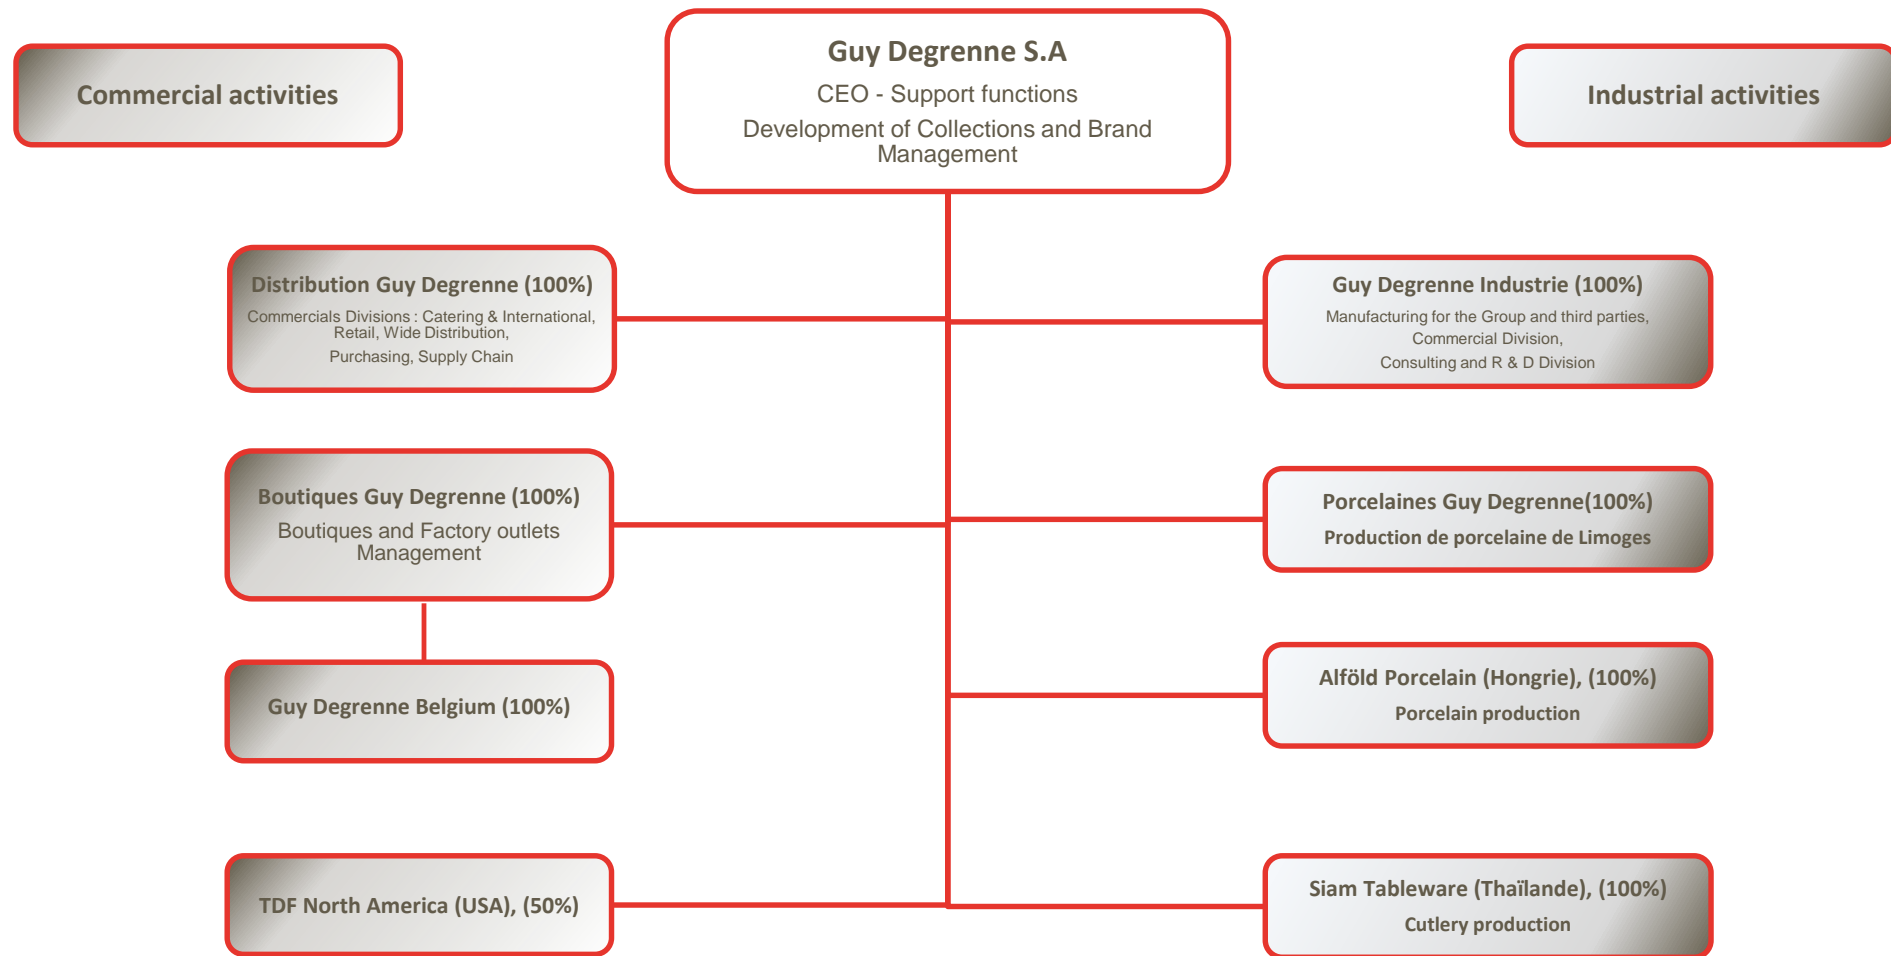 Guy Degrenne S.A
CEO - Support functions
Development of Collections and Brand
Management
Commercial activities
Industrial activities
Distribution Guy Degrenne (100%)
Commercials Divisions : Catering & International,
Retail, Wide Distribution,
Purchasing, Supply Chain
Guy Degrenne Industrie (100%)
Manufacturing for the Group and third parties,
Commercial Division,
Consulting and R & D Division
Boutiques Guy Degrenne (100%)
Boutiques and Factory outlets
Management
Porcelaines Guy Degrenne(100%)
Production de porcelaine de Limoges
Guy Degrenne Belgium (100%)
Alföld Porcelain (Hongrie), (100%)
Porcelain production
TDF North America (USA), (50%)
Siam Tableware (Thaïlande), (100%)
Cutlery production